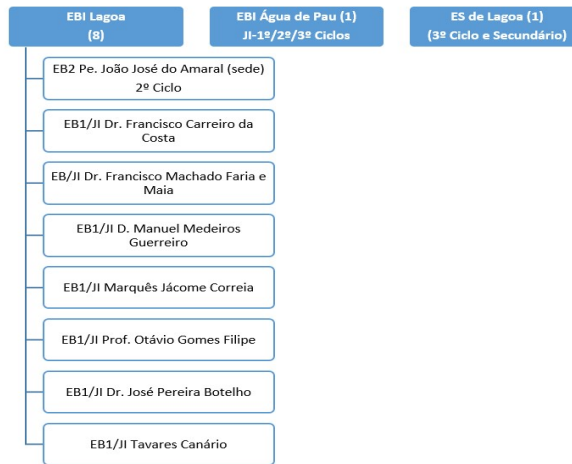 EBI Lagoa
(8)
EBI Água de Pau (1)
JI-1º/2º/3º Ciclos
ES de Lagoa (1)
(3º Ciclo e Secundário)
EB2 Pe. João José do Amaral (sede)
2º Ciclo
EB1/JI Dr. Francisco Carreiro da
Costa
EB/JI Dr. Francisco Machado Faria e
Maia
EB1/JI D. Manuel Medeiros
Guerreiro
EB1/JI Marquês Jácome Correia
EB1/JI Prof. Otávio Gomes Filipe
EB1/JI Dr. José Pereira Botelho
EB1/JI Tavares Canário